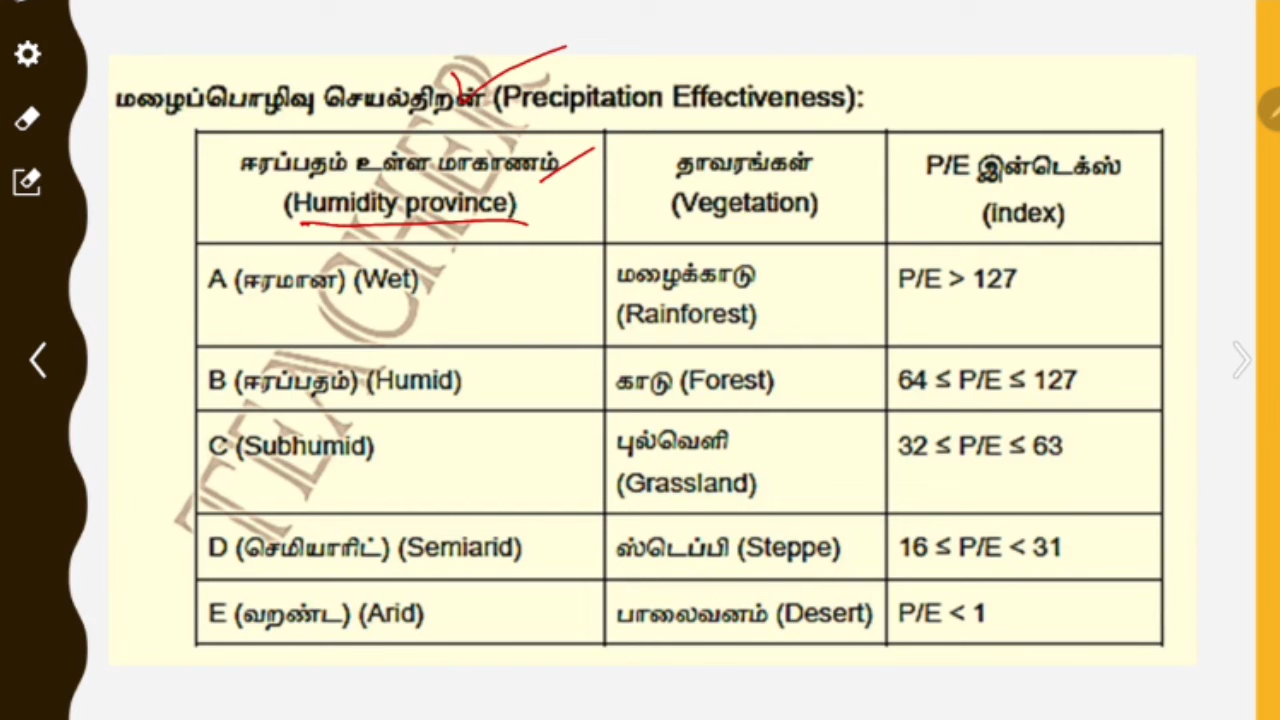 மழைப்பொழிவு செயல்திறன் (Precipitation Effectiveness):
ஈரப்பதம் உள்ள மாகாணம்
(Humidity province)
தாவரங்கள்
(Vegetation)
P/E இன்டெக்ஸ்
(index)
A (ஈரமான) (Wet)
மழைக்காடு
(Rainforest)
P/E > 127
B (ஈரப்பதம்) (Humid)
காடு (Forest)
64 ≤ P/E ≤ 127
C (Subhumid)
புல்வெளி
(Grassland)
32 ≤ P/E ≤ 63
D (செமியாரிட்) (Semiarid)
ஸ்டெப்பி (Steppe)
16 ≤ P/E < 31
E (வறண்ட) (Arid)
பாலைவனம் (Desert)
P/E < 1
TEACHER